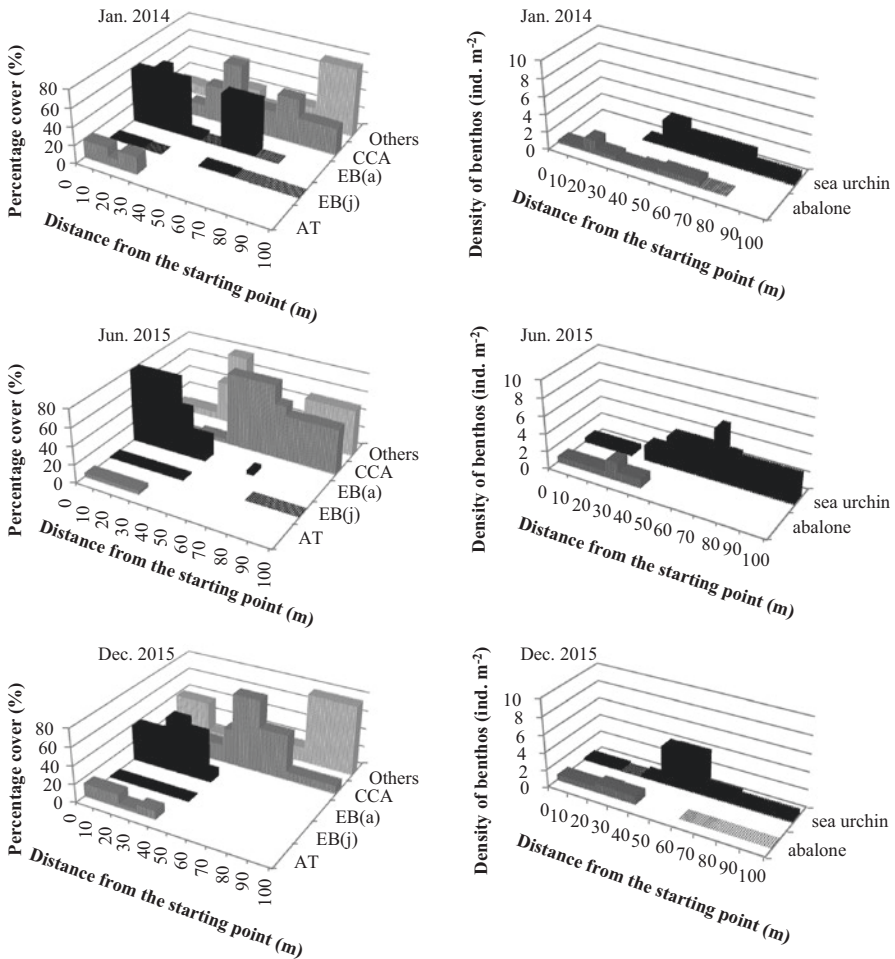 Jan. 2014
Percentage cover (%)
80
60
40
20
0
0
10
20
30
40
50
60
70
80
90
100
Distance from the starting point (m)
Others
CCA
EB(a)
EB(j)
AT
Jan. 2014
Density of benthos (ind. m⁻²)
10
8
6
4
2
0
0
10
20
30
40
50
60
70
80
90
100
Distance from the starting point (m)
sea urchin
abalone
Jun. 2015
Percentage cover (%)
80
60
40
20
0
0
10
20
30
40
50
60
70
80
90
100
Distance from the starting point (m)
Others
CCA
EB(a)
EB(j)
AT
Jun. 2015
Density of benthos (ind. m⁻²)
10
8
6
4
2
0
0
10
20
30
40
50
60
70
80
90
100
Distance from the starting point (m)
sea urchin
abalone
Dec. 2015
Percentage cover (%)
80
60
40
20
0
0
10
20
30
40
50
60
70
80
90
100
Distance from the starting point (m)
Others
CCA
EB(a)
EB(j)
AT
Dec. 2015
Density of benthos (ind. m⁻²)
10
8
6
4
2
0
0
10
20
30
40
50
60
70
80
90
100
Distance from the starting point (m)
sea urchin
abalone